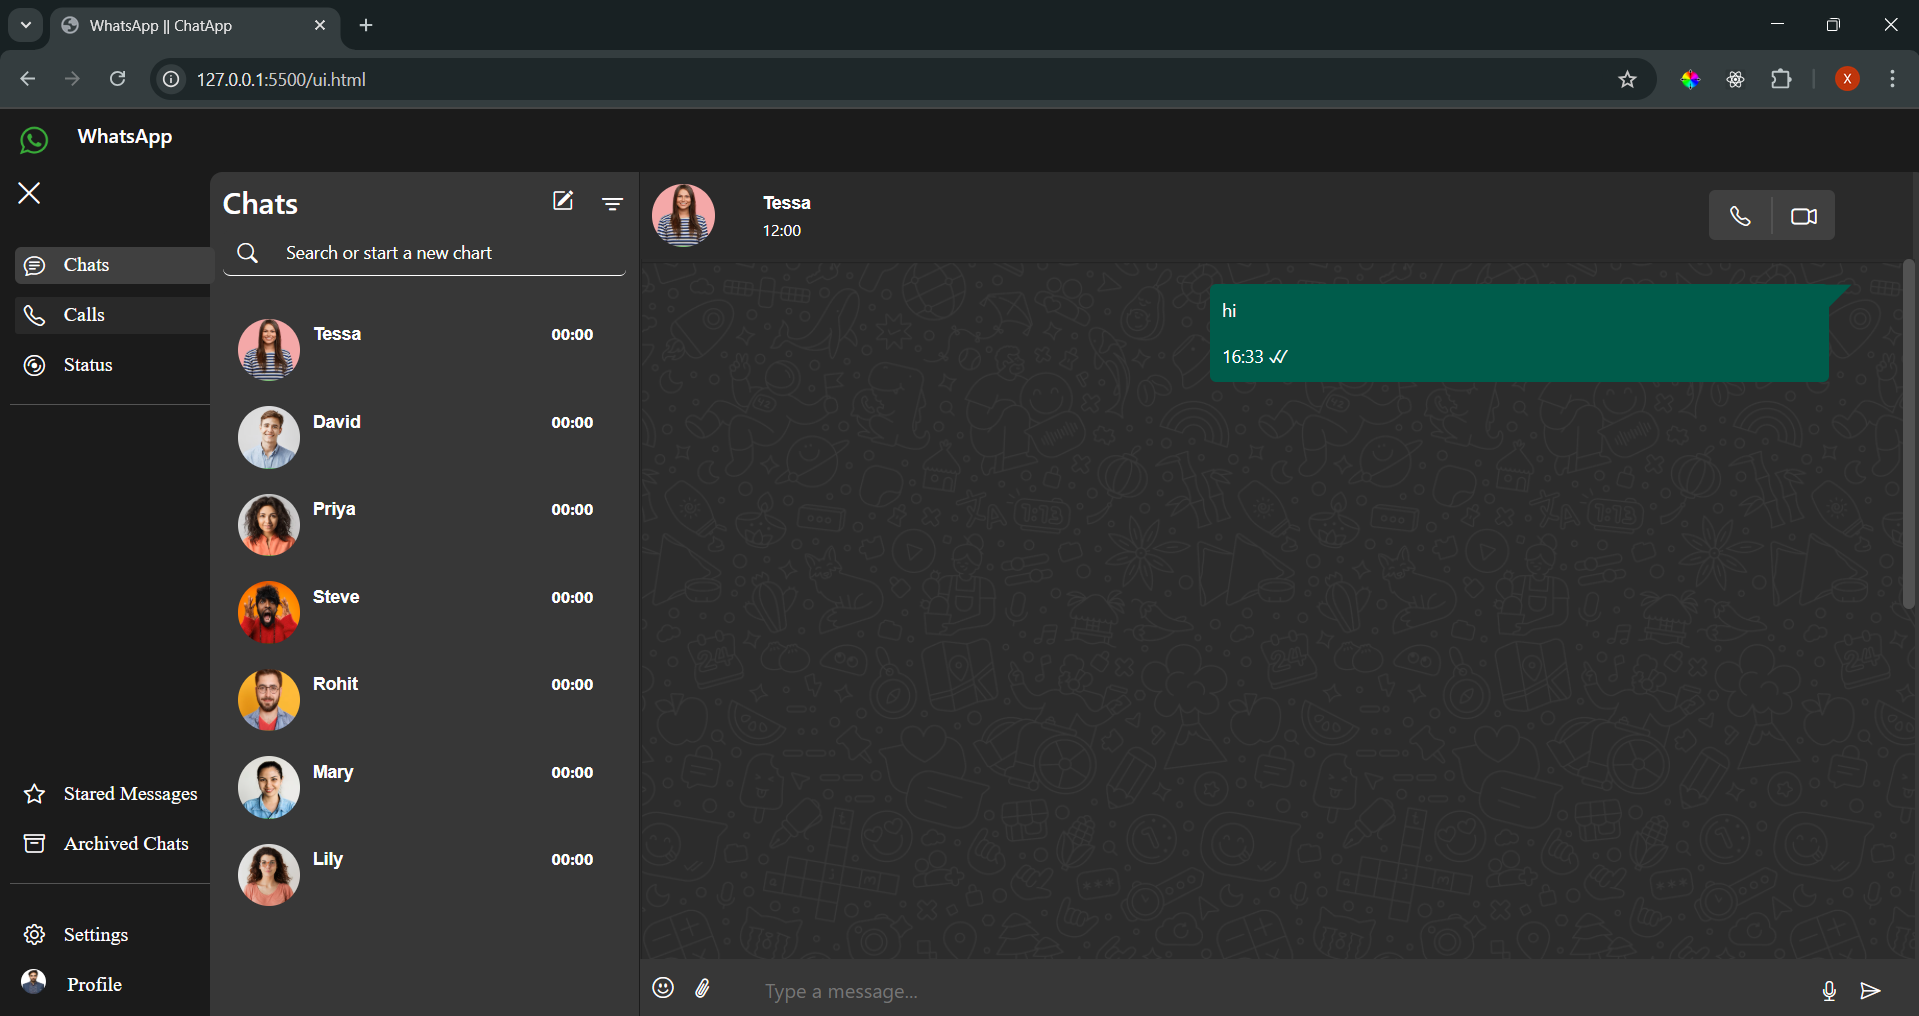 WhatsApp || ChatApp
127.0.0.1:5500/ui.html
X
WhatsApp
Chats
Calls
Status
Stared Messages
Archived Chats
Settings
Profile
Chats
Search or start a new chart
Tessa 00:00
David 00:00
Priya 00:00
Steve 00:00
Rohit 00:00
Mary 00:00
Lily 00:00
Tessa
12:00
hi
16:33
Type a message...